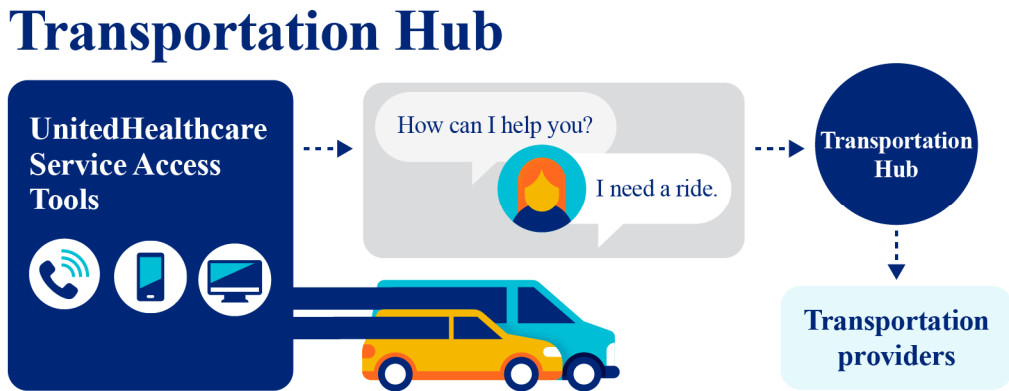 Transportation Hub
UnitedHealthcare
Service Access
Tools
How can I help you?
I need a ride.
Transportation
Hub
Transportation
providers